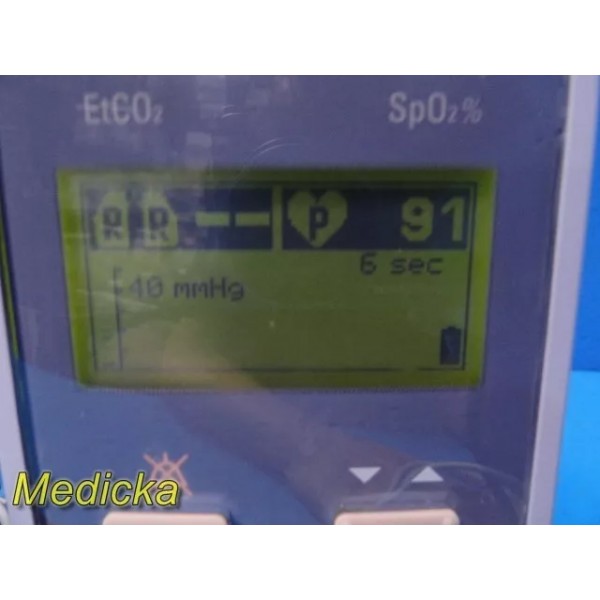 EtCO₂ SpO₂%
RR -- P 91
6 sec
40 mmHg
Medicka